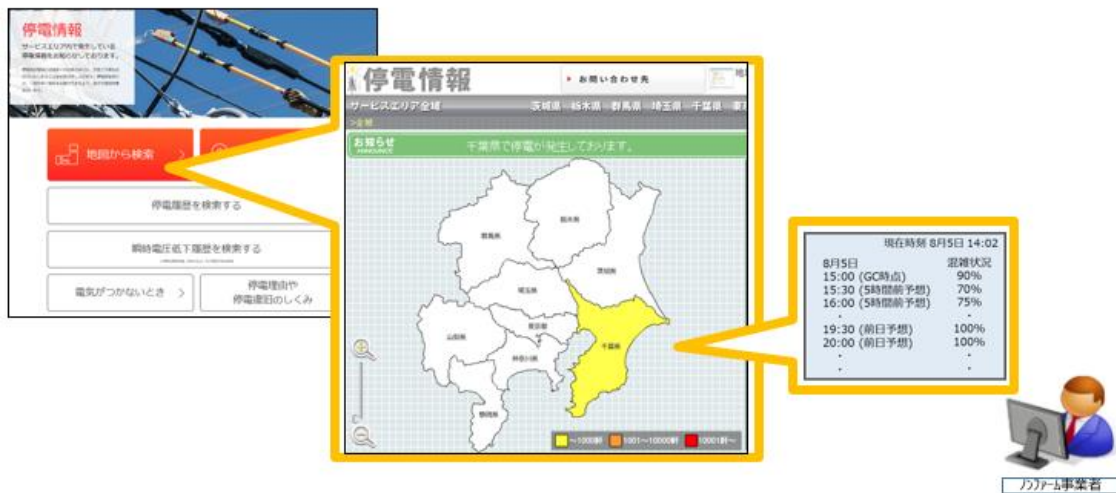 停電情報
サービスエリア内で発生している
停電情報をお知らせしております。
地図から検索
停電履歴を検索する
瞬時電圧低下履歴を検索する
電気がつかないとき
停電理由や
停電復旧のしくみ
停電情報
お問い合わせ先
サービスエリア全域
茨城県 栃木県 群馬県 埼玉県 千葉県 東
>全域
お知らせ
ANNOUNCE
千葉県で停電が発生しております。
栃木県
群馬県
茨城県
埼玉県
東京都
山梨県
千葉県
神奈川県
静岡県
~1000軒 1001~10000軒 10001軒~
現在時刻 8月5日 14:02
8月5日 混雑状況
15:00 (GC時点) 90%
15:30 (5時間前予想) 70%
16:00 (5時間前予想) 75%
19:30 (前日予想) 100%
20:00 (前日予想) 100%
ノンファーム事業者